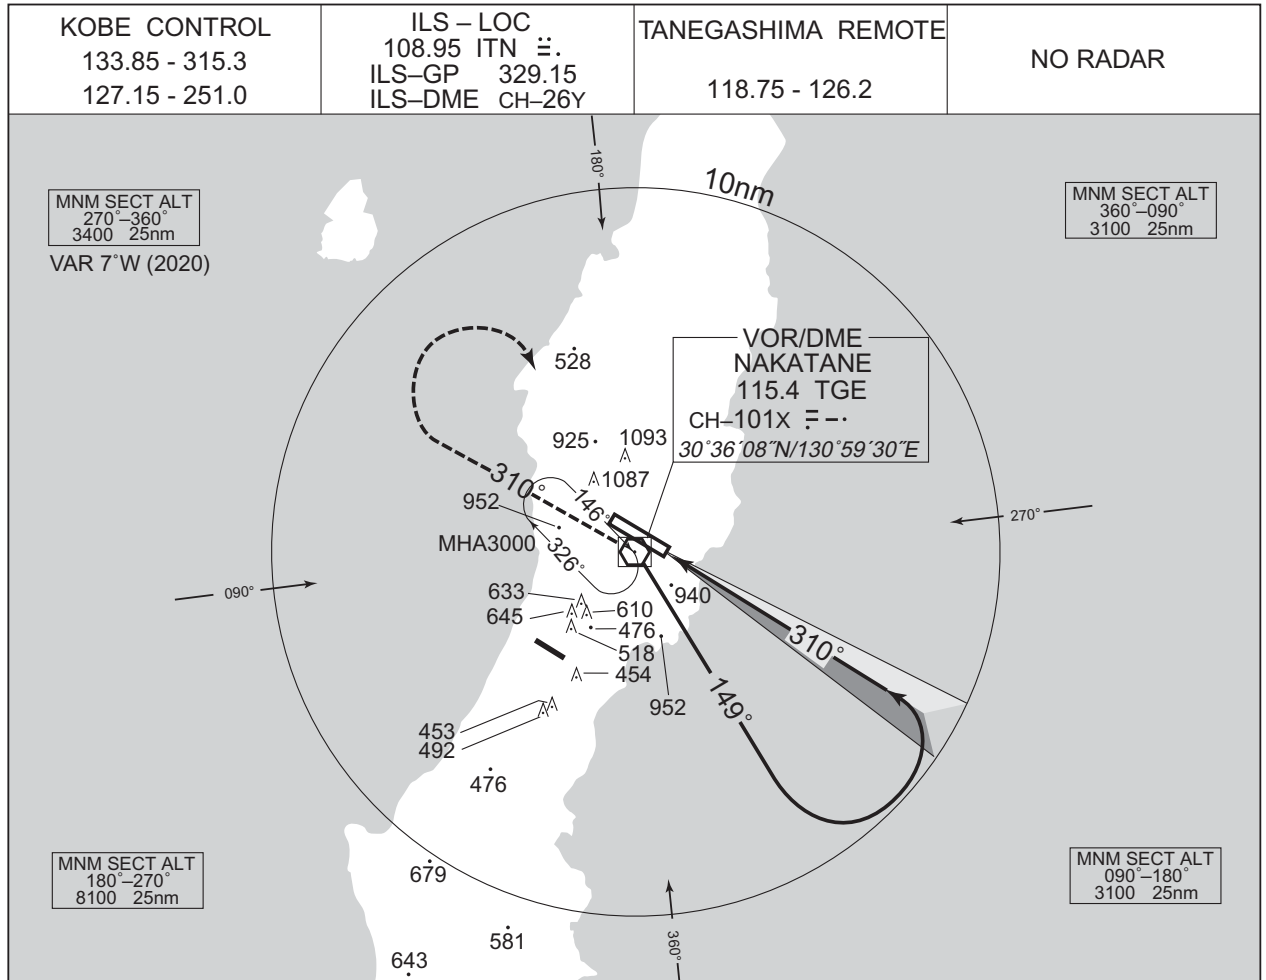 KOBE CONTROL
133.85 - 315.3
127.15 - 251.0
ILS – LOC
108.95 ITN
ILS–GP 329.15
ILS–DME CH–26Y
TANEGASHIMA REMOTE
118.75 - 126.2
NO RADAR
180°
10nm
MNM SECT ALT
270°–360°
3400 25nm
VAR 7°W (2020)
MNM SECT ALT
360°–090°
3100 25nm
528
VOR/DME
NAKATANE
115.4 TGE
CH–101X
30°36´08˝N/130°59´30˝E
925
1093
1087
310°
146°
952
MHA3000
326°
270°
090°
633
645
610
476
518
454
940
310°
952
149°
453
492
476
679
581
643
360°
MNM SECT ALT
180°–270°
8100 25nm
MNM SECT ALT
090°–180°
3100 25nm